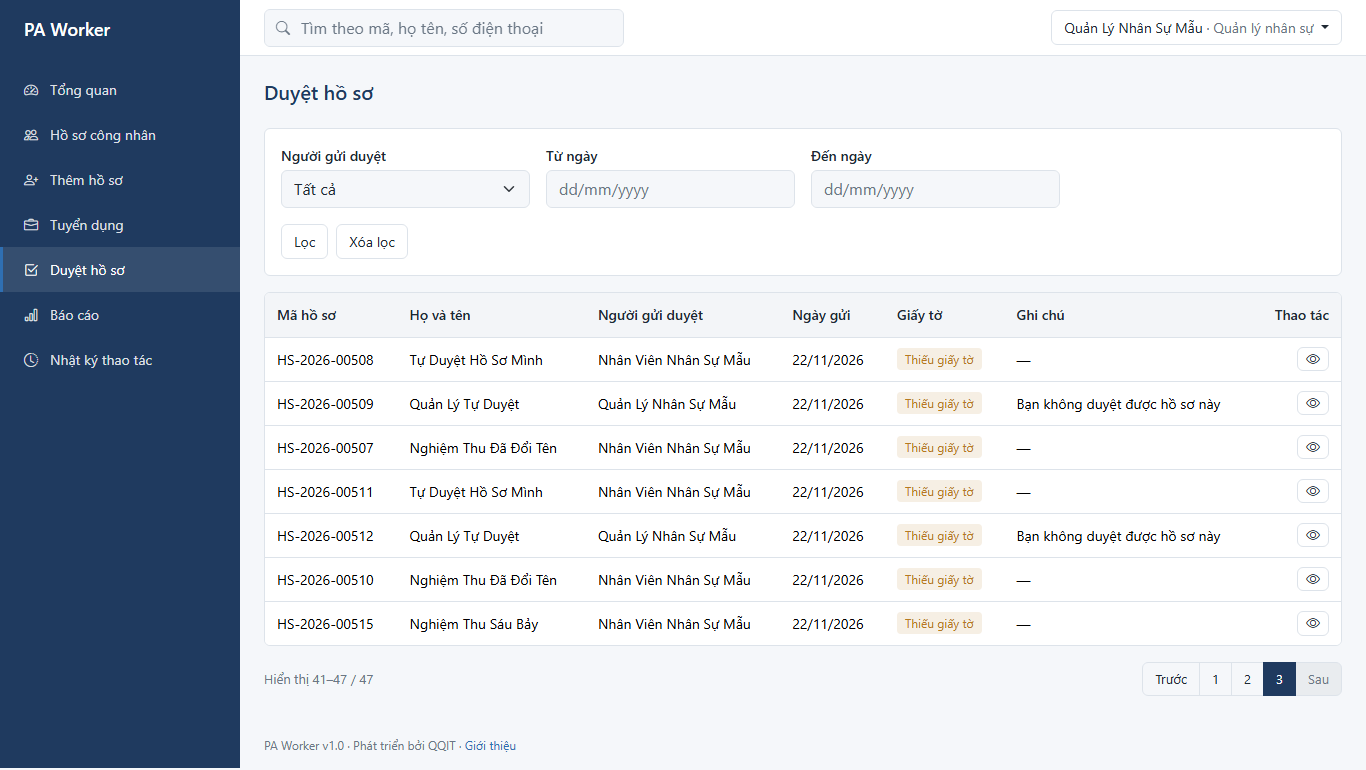 PA Worker
Tìm theo mã, họ tên, số điện thoại
Quản Lý Nhân Sự Mẫu · Quản lý nhân sự
Tổng quan
Hồ sơ công nhân
Thêm hồ sơ
Tuyển dụng
Duyệt hồ sơ
Báo cáo
Nhật ký thao tác
Duyệt hồ sơ
Người gửi duyệt Từ ngày Đến ngày
Tất cả dd/mm/yyyy dd/mm/yyyy
Lọc Xóa lọc
Mã hồ sơ Họ và tên Người gửi duyệt Ngày gửi Giấy tờ Ghi chú Thao tác
HS-2026-00508 Tự Duyệt Hồ Sơ Mình Nhân Viên Nhân Sự Mẫu 22/11/2026 Thiếu giấy tờ —
HS-2026-00509 Quản Lý Tự Duyệt Quản Lý Nhân Sự Mẫu 22/11/2026 Thiếu giấy tờ Bạn không duyệt được hồ sơ này
HS-2026-00507 Nghiệm Thu Đã Đổi Tên Nhân Viên Nhân Sự Mẫu 22/11/2026 Thiếu giấy tờ —
HS-2026-00511 Tự Duyệt Hồ Sơ Mình Nhân Viên Nhân Sự Mẫu 22/11/2026 Thiếu giấy tờ —
HS-2026-00512 Quản Lý Tự Duyệt Quản Lý Nhân Sự Mẫu 22/11/2026 Thiếu giấy tờ Bạn không duyệt được hồ sơ này
HS-2026-00510 Nghiệm Thu Đã Đổi Tên Nhân Viên Nhân Sự Mẫu 22/11/2026 Thiếu giấy tờ —
HS-2026-00515 Nghiệm Thu Sáu Bảy Nhân Viên Nhân Sự Mẫu 22/11/2026 Thiếu giấy tờ —
Hiển thị 41–47 / 47 Trước 1 2 3 Sau
PA Worker v1.0 · Phát triển bởi QQIT · Giới thiệu